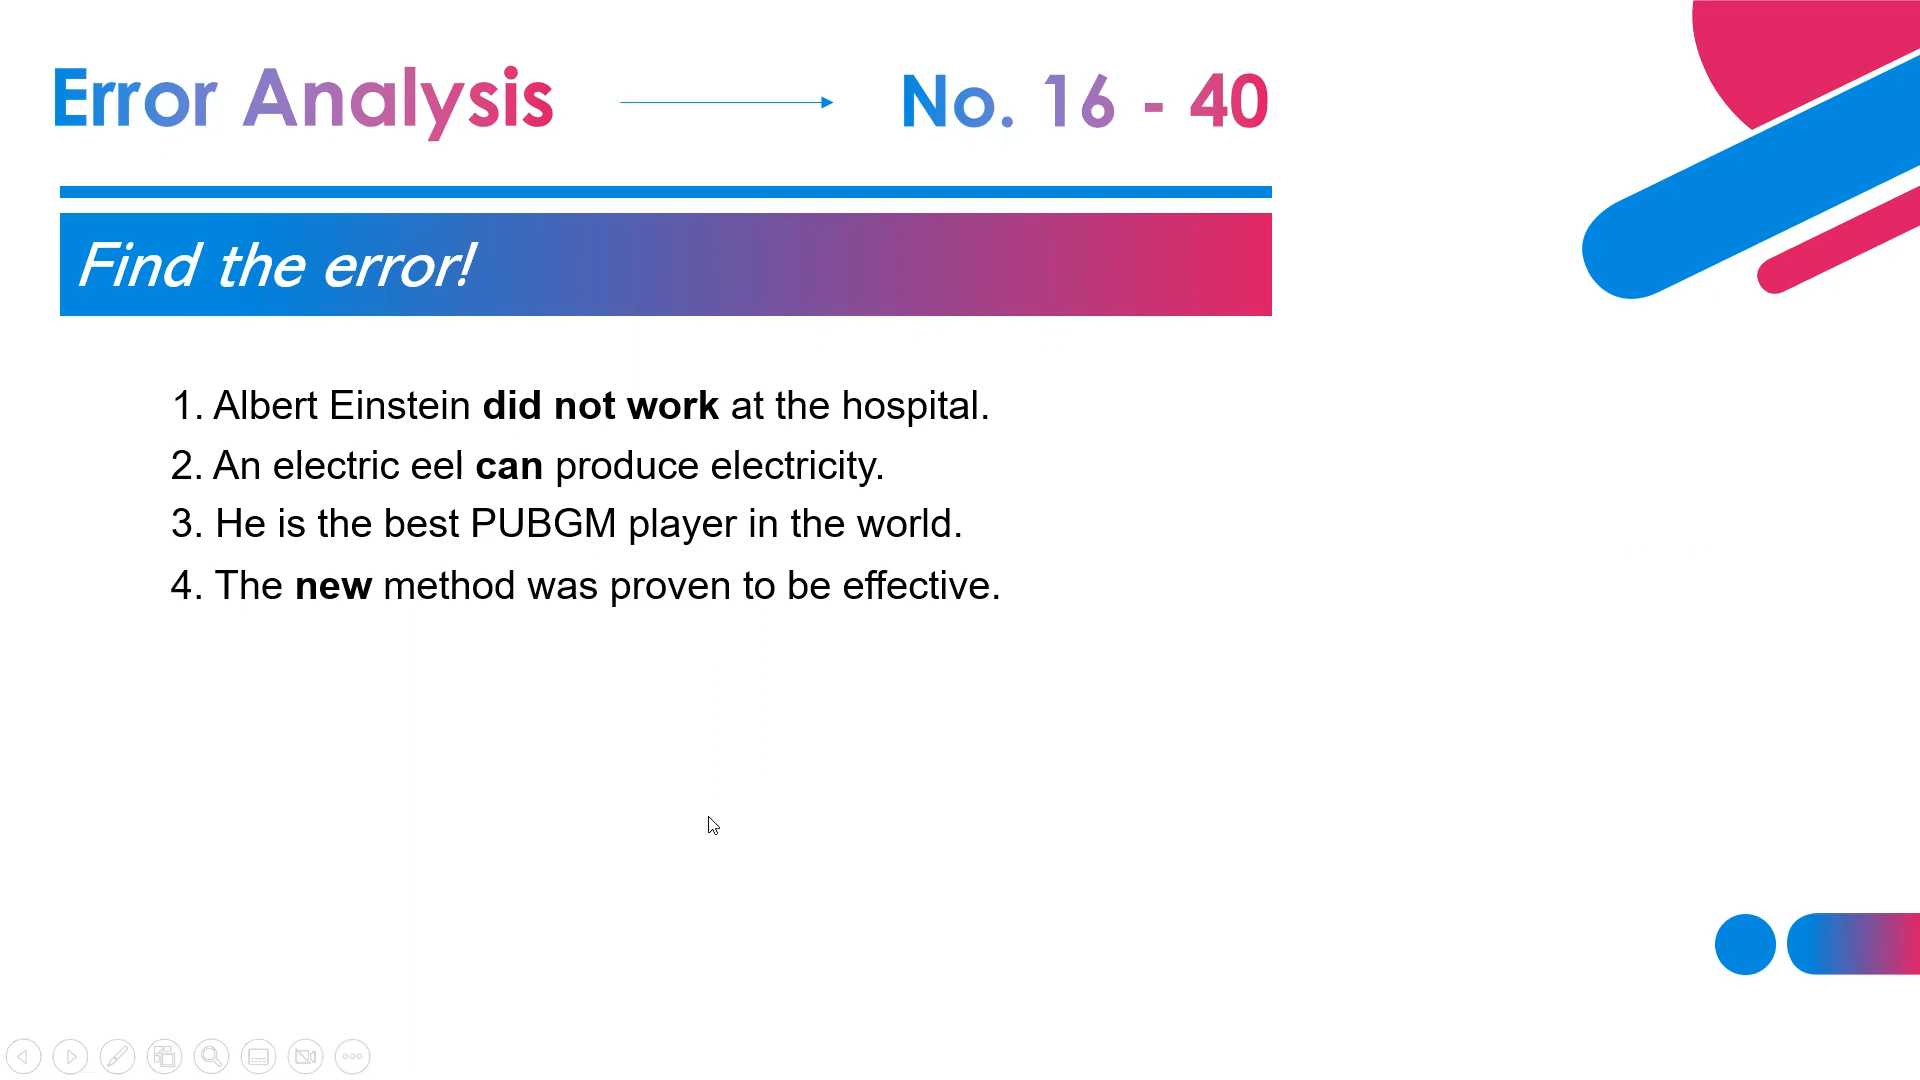 Error Analysis
No. 16 - 40
Find the error!
1. Albert Einstein did not work at the hospital.
2. An electric eel can produce electricity.
3. He is the best PUBGM player in the world.
4. The new method was proven to be effective.